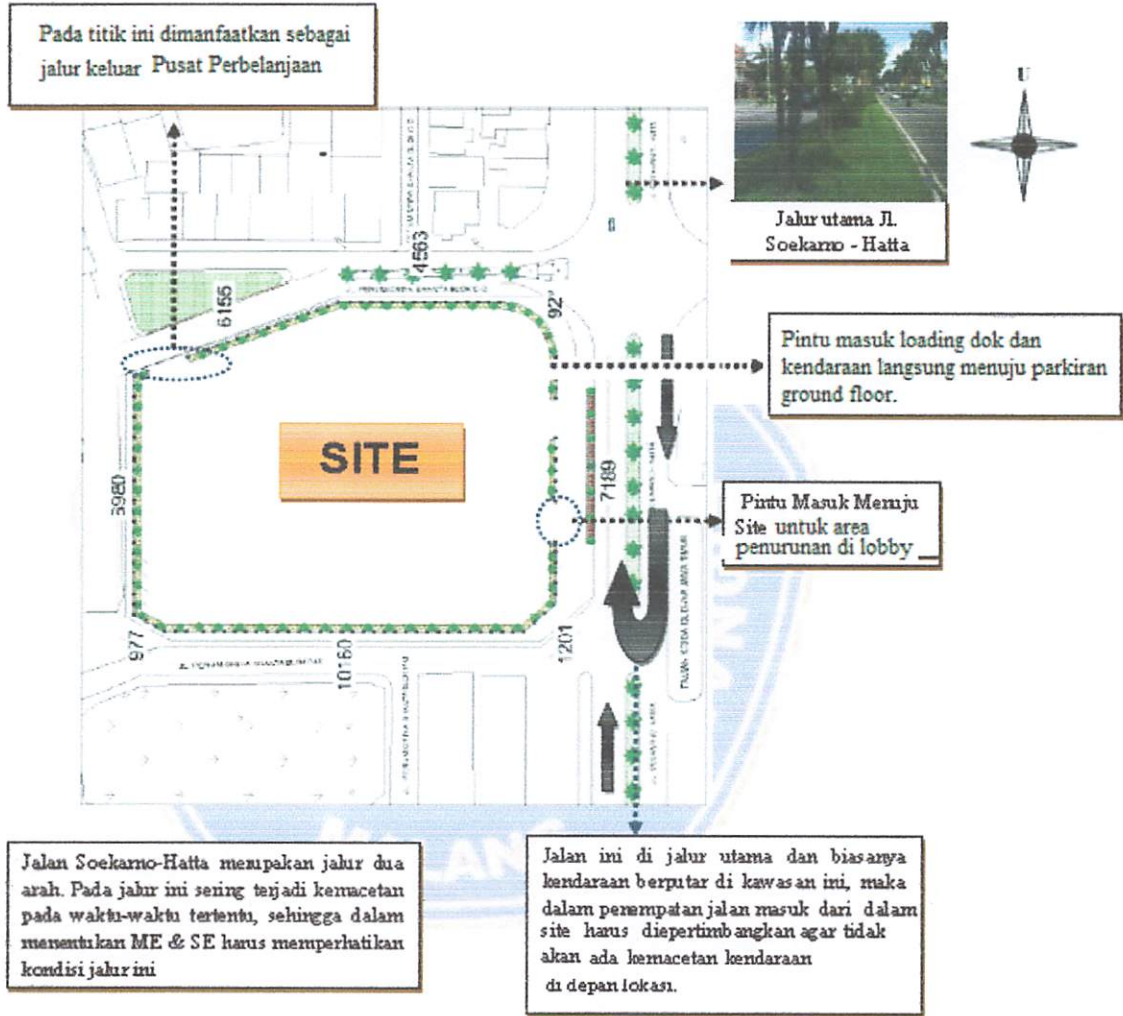 Pada titik ini dimanfaatkan sebagai
jalur keluar Pusat Perbelanjaan
U
Jalur utama Jl.
Soekarno - Hatta
4563
6155
92
Pintu masuk loading dok dan
kendaraan langsung menuju parkiran
ground floor.
SITE
7189
Pintu Masuk Menuju
Site untuk area
penurunan di lobby
3980
977
10160
1201
MALANG
Jalan Soekarno-Hatta merupakan jalur dua
arah. Pada jalur ini sering terjadi kemacetan
pada waktu-waktu tertentu, sehingga dalam
menentukan ME & SE harus memperhatikan
kondisi jalur ini
Jalan ini di jalur utama dan biasanya
kendaraan berputar di kawasan ini, maka
dalam penempatan jalan masuk dari dalam
site harus diepertimbangkan agar tidak
akan ada kemacetan kendaraan
di depan lokasi.